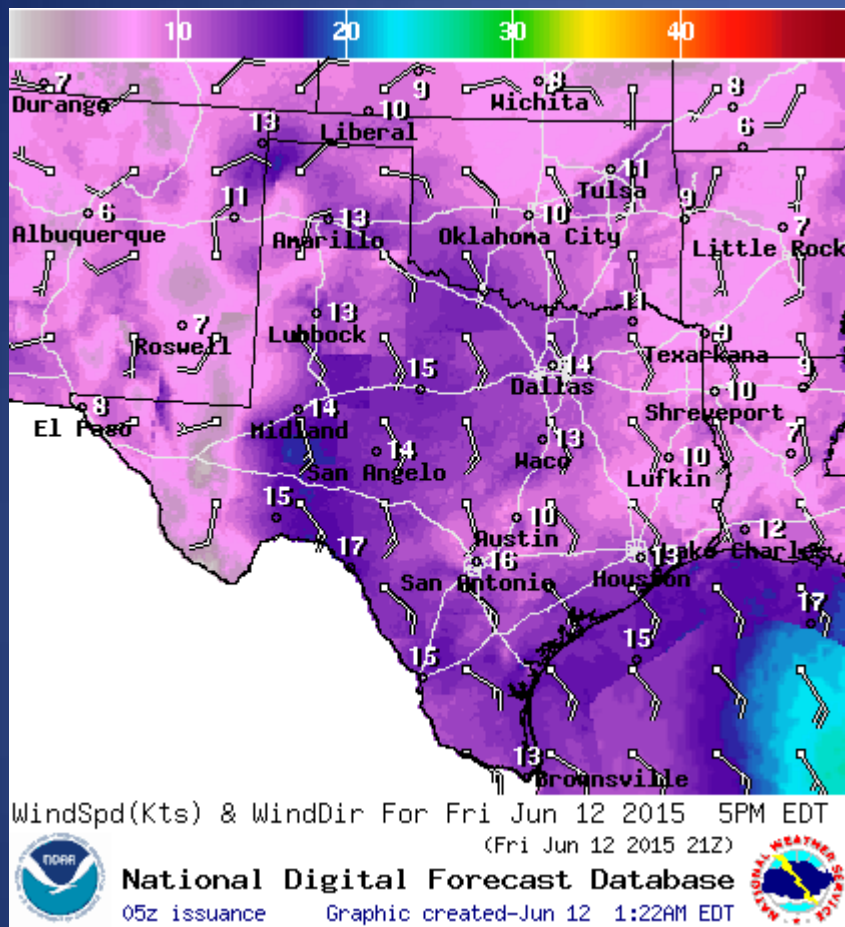 10 20 30 40
7 9 8 8
Durango Wichita
10
Liberal
13 6
11
Tulsa
6 11 13 10 9 7
Albuquerque Amarillo Oklahoma City Little Rock
7 13 11 9
Roswell Lubbock Texarkana
15 14 9
Dallas
8 14 10
El Paso Midland Shreveport
14 13 10 7
San Angelo Waco Lufkin
15 10 12
Austin Lake Charles
17 16 13
San Antonio Houston
17
15 15
13
Brownsville
WindSpd(Kts) & WindDir For Fri Jun 12 2015 5PM EDT
(Fri Jun 12 2015 21Z)
NOAA
NATIONAL WEATHER SERVICE
National Digital Forecast Database
05z issuance Graphic created-Jun 12 1:22AM EDT